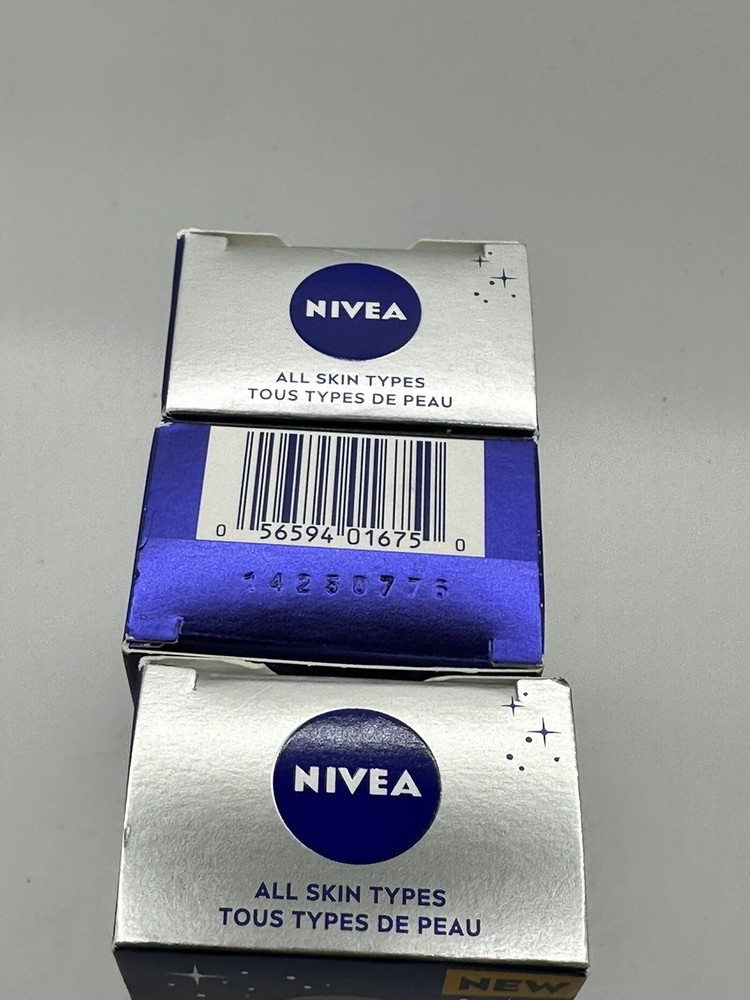 NIVEA
ALL SKIN TYPES
TOUS TYPES DE PEAU
0 56594 01675 0
NIVEA
ALL SKIN TYPES
TOUS TYPES DE PEAU
NEW